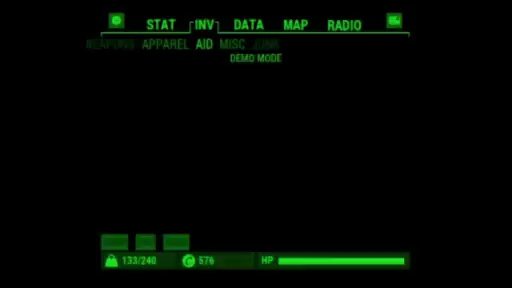 STAT INV DATA MAP RADIO
APPAREL AID MISC
DEMO MODE
133/240 576 HP